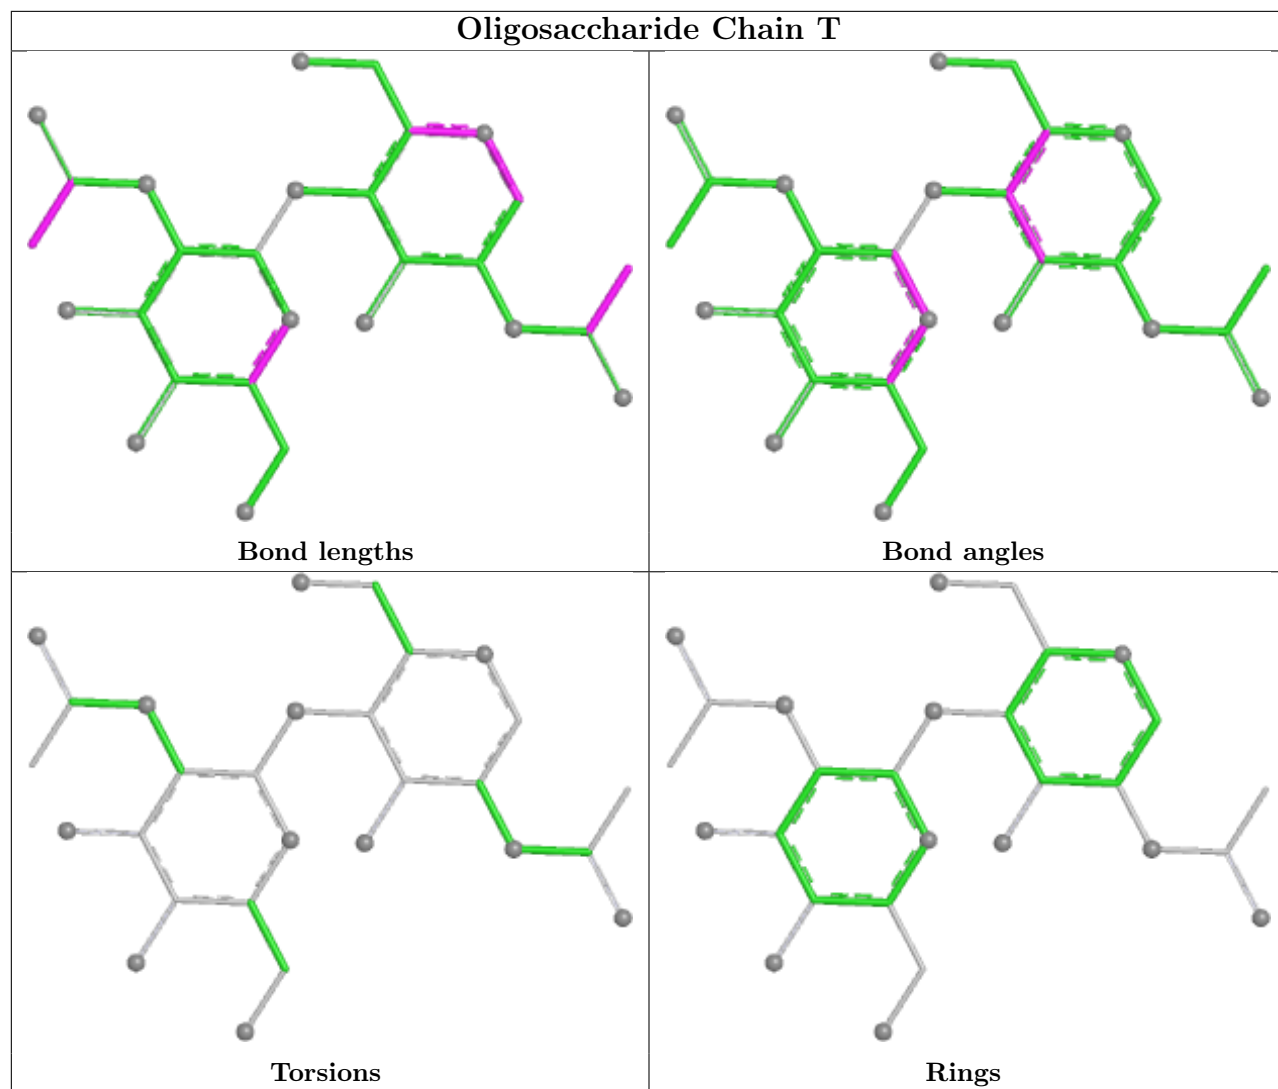 Oligosaccharide Chain T
Bond lengths
Bond angles
Torsions
Rings